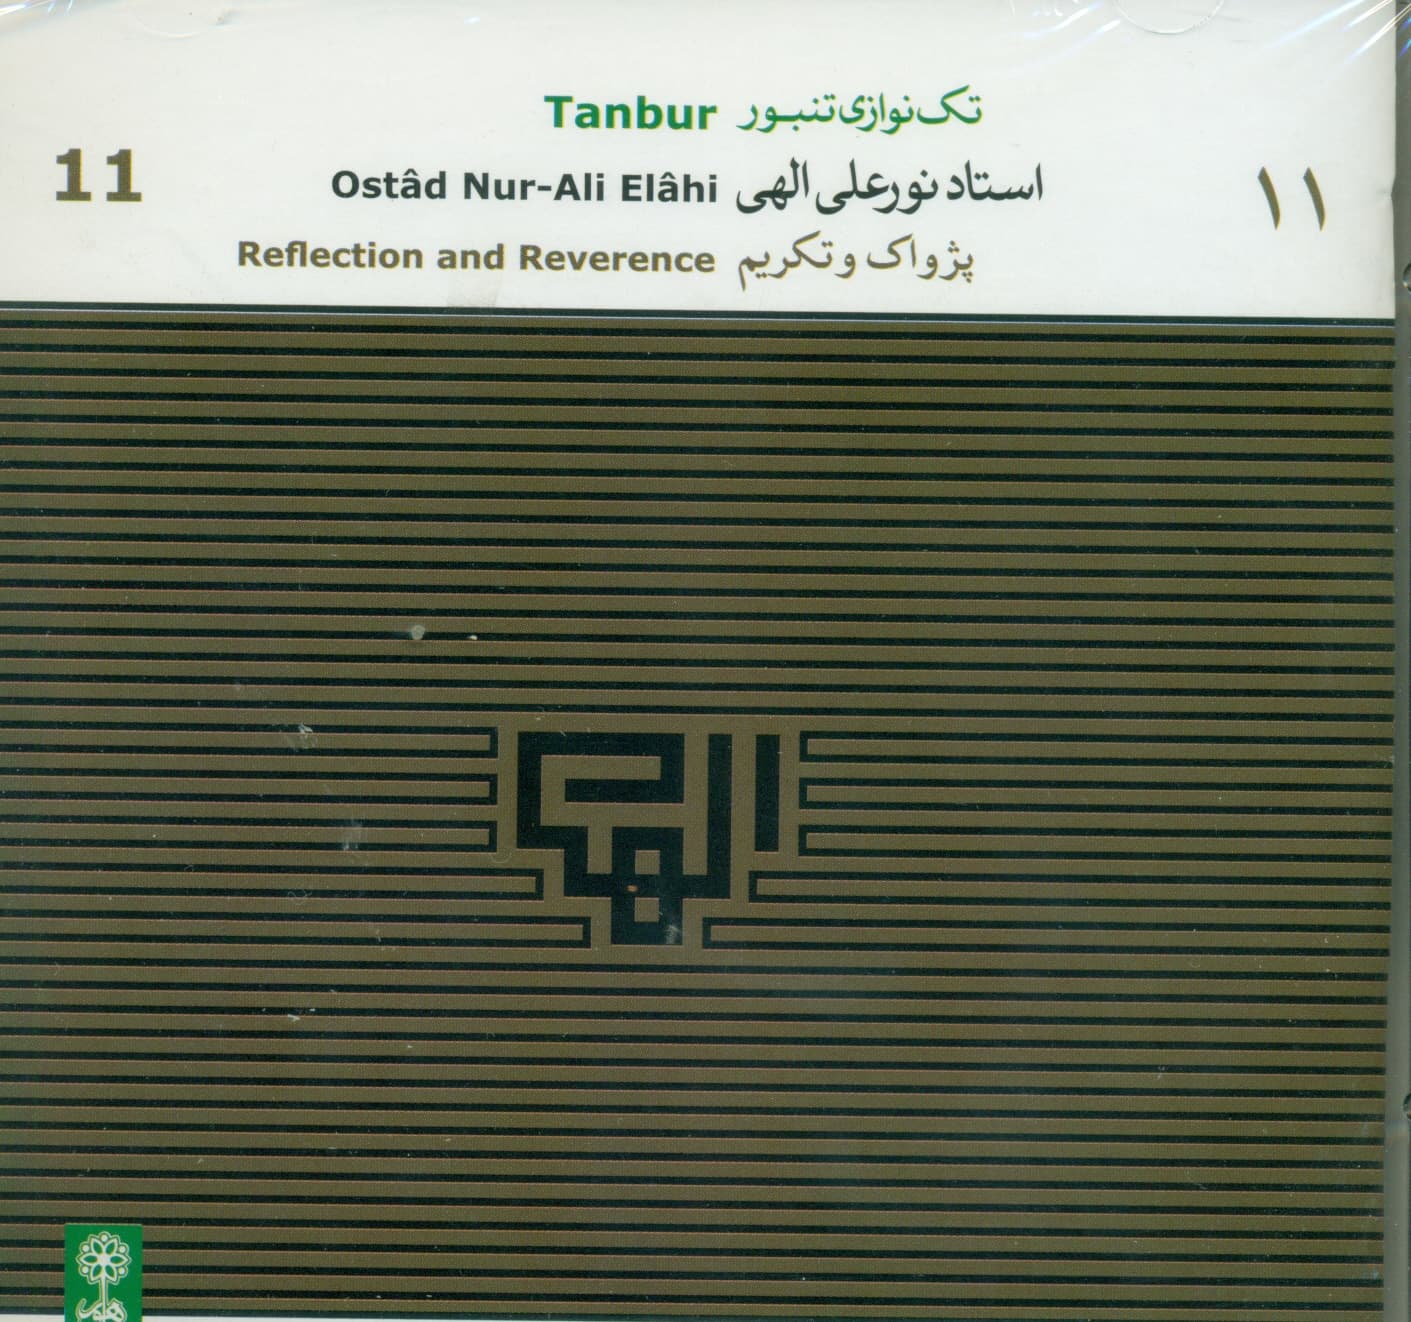 Tanbur تک‌نوازی تنبور
11 Ostâd Nur-Ali Elâhi استاد نورعلی الهی ۱۱
Reflection and Reverence پژواک و تکریم
الهی